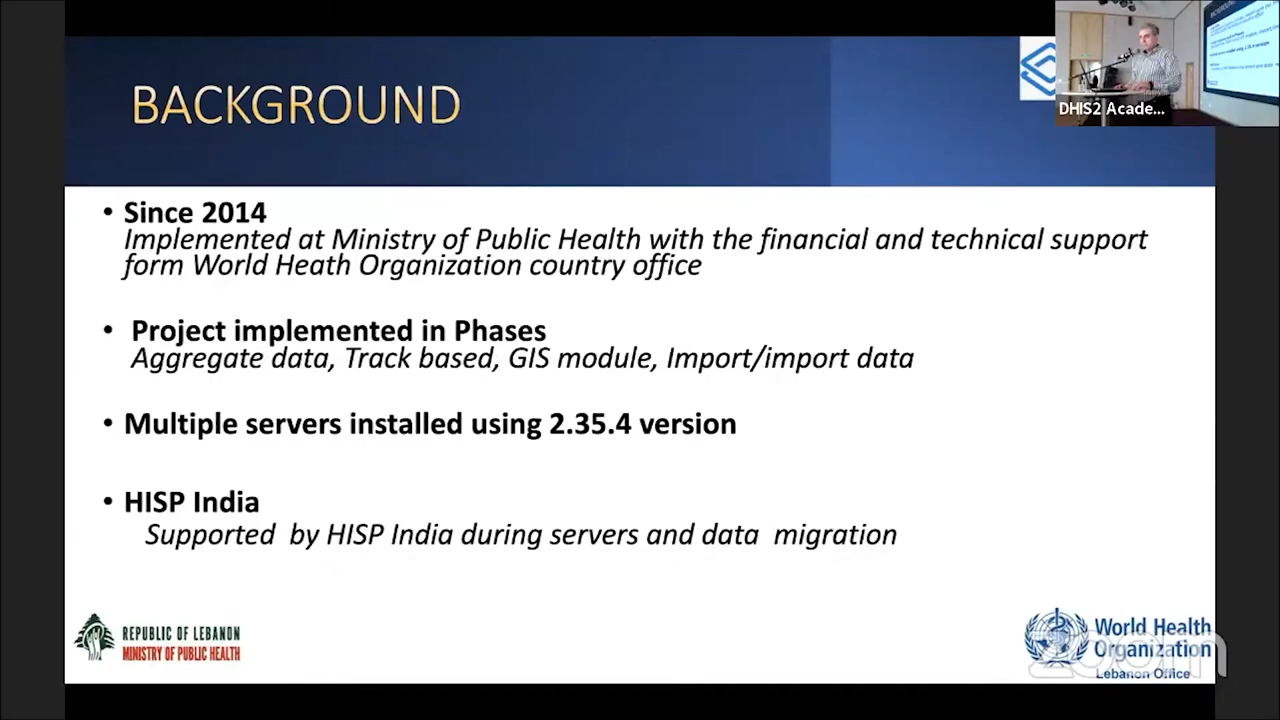 BACKGROUND
DHIS2 Acade...
• Since 2014
Implemented at Ministry of Public Health with the financial and technical support
form World Heath Organization country office
• Project implemented in Phases
Aggregate data, Track based, GIS module, Import/import data
• Multiple servers installed using 2.35.4 version
• HISP India
Supported by HISP India during servers and data migration
REPUBLIC OF LEBANON
MINISTRY OF PUBLIC HEALTH
World Health
Organization
Lebanon Office
zoom